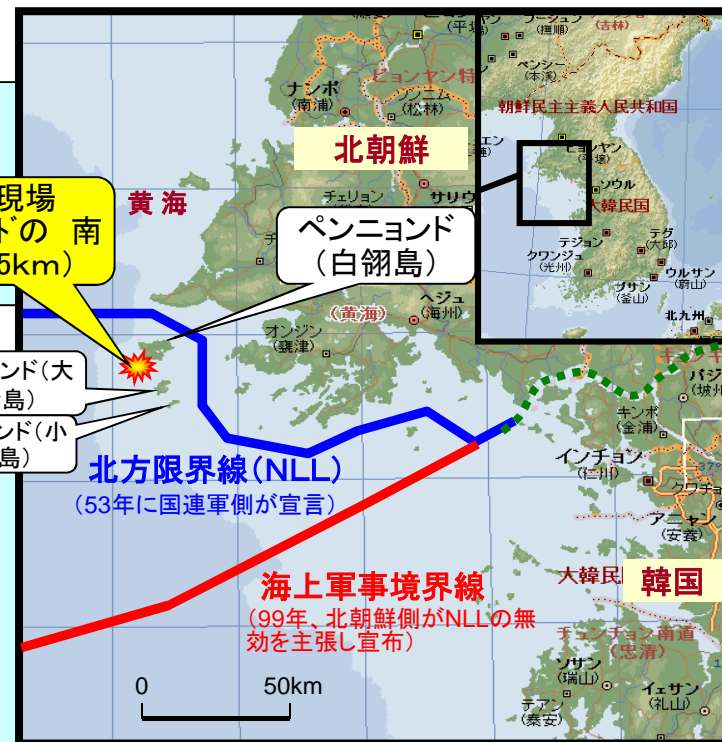 北朝鮮
黄海
現場
ドの 南
5km）
ペンニョンド
（白翎島）
ンド（大
島）
ンド（小
島）
北方限界線（NLL）
（53年に国連軍側が宣言）
海上軍事境界線
（99年、北朝鮮側がNLLの無
効を主張し宣布）
韓国
0 50km
ナンポ
（南浦）
（松林）
ピョンヤン特
チェリョン
サリウ
ヘジュ
（海州）
（黄海）
オンジン
（甕津）
フーシュン
（撫順）
（吉林）
ペンシー
（本渓）
朝鮮民主主義人民共和国
ピョンヤン
（平壌）
ソウル
大韓民国
テジョン
クワンジュ
（光州）
テグ
（大邱）
ウルサン
（蔚山）
プサン
（釜山）
北九州
パジ
（坡州
キンポ
（金浦）
インチョン
（仁川）
クワチョ
アニャン
（安養）
大韓民
チュンチョン南道
（忠清）
ソサン
（瑞山）
イェサン
（礼山）
テアン
（泰安）
37°